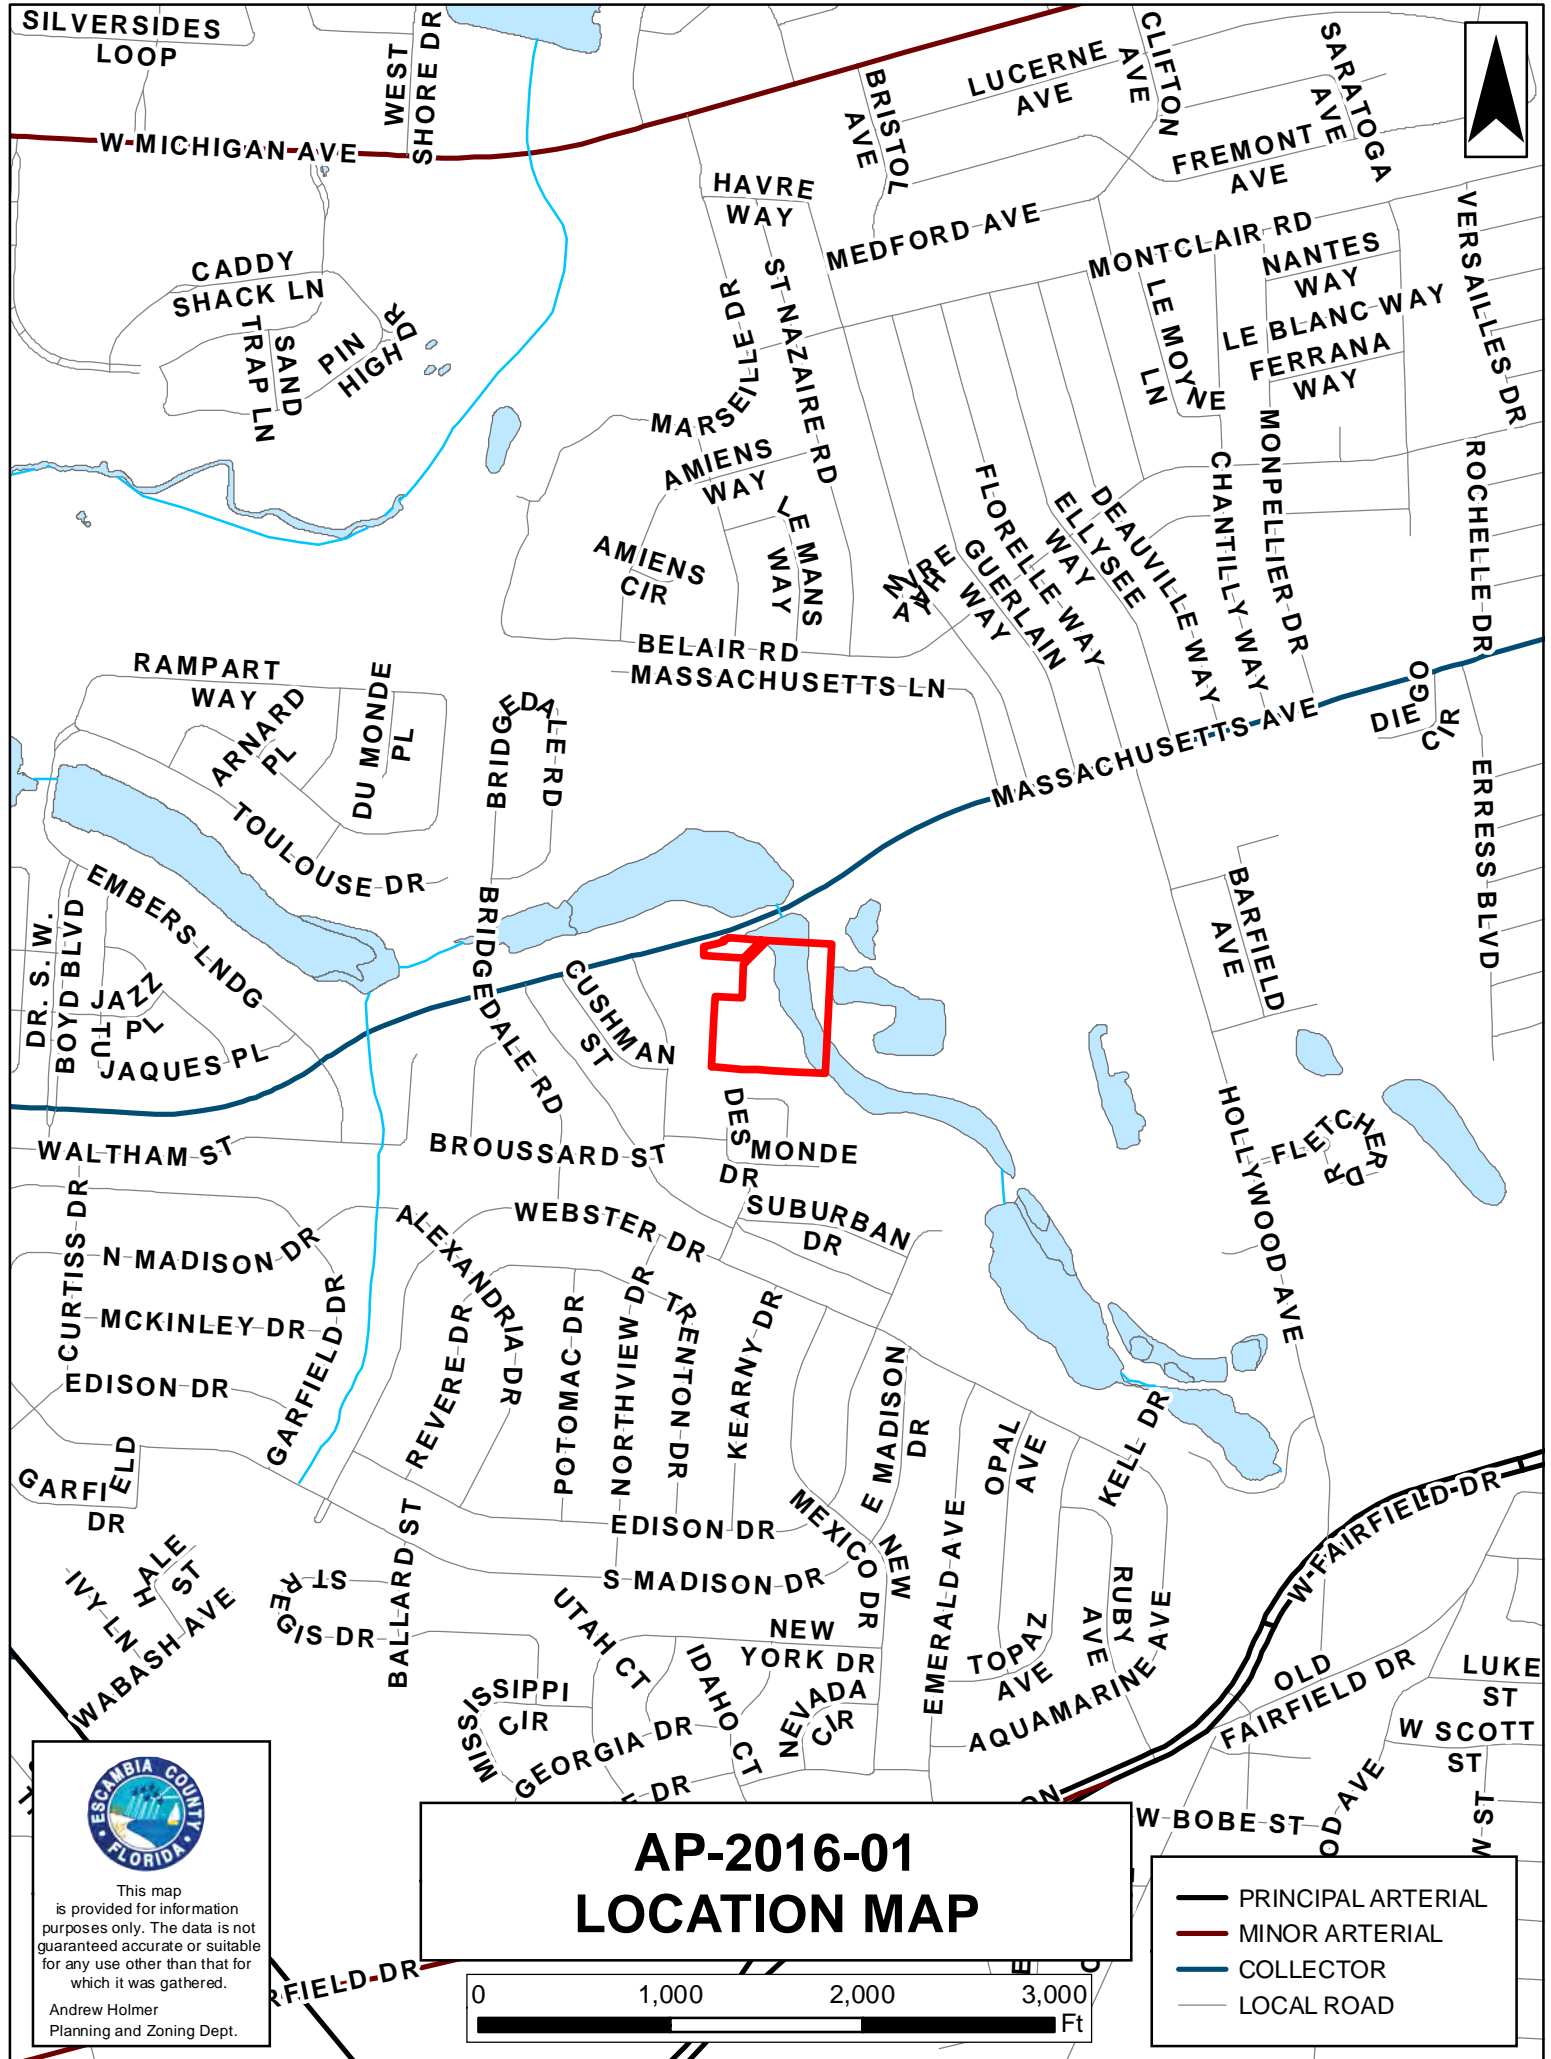 SILVERSIDES
LOOP
WEST
SHORE DR
W MICHIGAN AVE
BRISTOL
AVE
LUCERNE
AVE
CLIFTON
AVE
SARATOGA
AVE
FREMONT
AVE
HAVRE
WAY
MEDFORD AVE
MONTCLAIR RD
NANTES
WAY
VERSAILLES DR
CADDY
SHACK LN
SAND
TRAP LN
PIN
HIGH DR
ST NAZAIRE RD
MARSEILLE DR
LE MOYNE
LN
LE BLANC WAY
FERRANA
WAY
AMIENS
WAY
LE MANS
WAY
AMIENS
CIR
FLORELLE WAY
GUERLAIN
WAY
ELLYSEE
WAY
DEAUVILLE WAY
CHANTILLY WAY
MONPELLIER DR
ROCHELLE DR
BELAIR RD
MASSACHUSETTS LN
RAMPART
WAY
ARNARD
PL
DU MONDE
PL
BRIDGEDALE RD
MASSACHUSETTS AVE
DIEGO
CIR
ERRESS BLVD
TOULOUSE DR
EMBERS LNDG
BARFIELD
AVE
DR. S. W.
BOYD BLVD
JAZZ
PL
TU
JAQUES PL
BRIDGEDALE RD
CUSHMAN
ST
HOLLYWOOD AVE
FLETCHER
DR
DESMONDE
DR
WALTHAM ST
BROUSSARD ST
SUBURBAN
DR
WEBSTER DR
CURTISS DR
N MADISON DR
ALEXANDRIA DR
MCKINLEY DR
GARFIELD DR
EDISON DR
REVERE DR
POTOMAC DR
NORTHVIEW DR
TRENTON DR
KEARNY DR
E MADISON
DR
OPAL
AVE
KELL DR
GARFIELD
DR
EDISON DR
NEW
MEXICO DR
EMERALD AVE
W FAIRFIELD DR
HALE
ST
IVY LN
WABASH AVE
ST
REGIS DR
BALLARD ST
S MADISON DR
UTAH CT
NEW
YORK DR
IDAHO CT
TOPAZ
AVE
RUBY
AVE
AQUAMARINE AVE
OLD
FAIRFIELD DR
LUKE
ST
W SCOTT
ST
MISSISSIPPI
CIR
GEORGIA DR
NEVADA
CIR
DR
ON
W BOBE ST
OD AVE
W ST
ESCAMBIA COUNTY
FLORIDA
This map
is provided for information
purposes only. The data is not
guaranteed accurate or suitable
for any use other than that for
which it was gathered.
Andrew Holmer
Planning and Zoning Dept.
RFIELD DR
AP-2016-01
LOCATION MAP
0 1,000 2,000 3,000
Ft
PRINCIPAL ARTERIAL
MINOR ARTERIAL
COLLECTOR
LOCAL ROAD